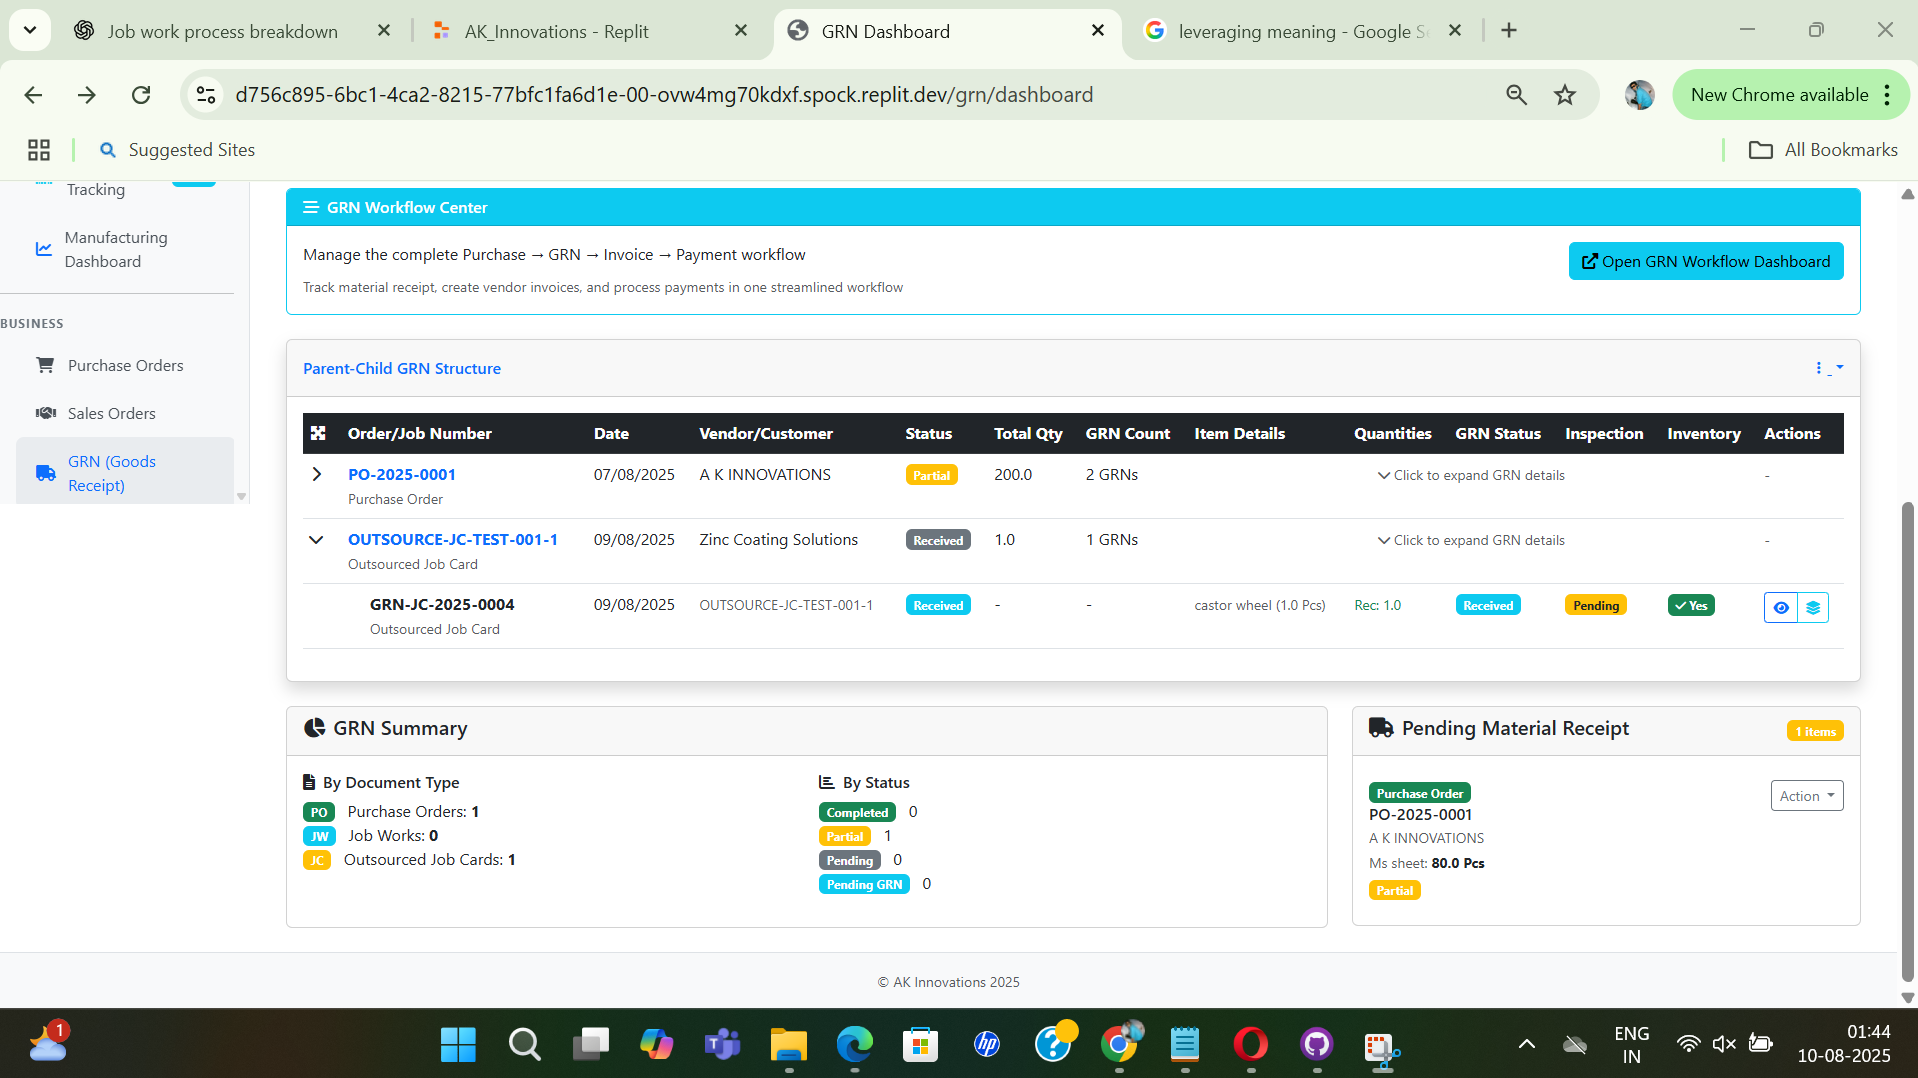 Job work process breakdown
AK_Innovations - Replit
GRN Dashboard
leveraging meaning - Google S
d756c895-6bc1-4ca2-8215-77bfc1fa6d1e-00-ovw4mg70kdxf.spock.replit.dev/grn/dashboard
New Chrome available
Suggested Sites
All Bookmarks
Tracking
Manufacturing
Dashboard
BUSINESS
Purchase Orders
Sales Orders
GRN (Goods
Receipt)
GRN Workflow Center
Manage the complete Purchase → GRN → Invoice → Payment workflow
Track material receipt, create vendor invoices, and process payments in one streamlined workflow
Open GRN Workflow Dashboard
Parent-Child GRN Structure
Order/Job Number Date Vendor/Customer Status Total Qty GRN Count Item Details Quantities GRN Status Inspection Inventory Actions
PO-2025-0001 07/08/2025 A K INNOVATIONS Partial 200.0 2 GRNs Click to expand GRN details -
Purchase Order
OUTSOURCE-JC-TEST-001-1 09/08/2025 Zinc Coating Solutions Received 1.0 1 GRNs Click to expand GRN details -
Outsourced Job Card
GRN-JC-2025-0004 09/08/2025 OUTSOURCE-JC-TEST-001-1 Received - - castor wheel (1.0 Pcs) Rec: 1.0 Received Pending Yes
Outsourced Job Card
GRN Summary
By Document Type
PO Purchase Orders: 1
JW Job Works: 0
JC Outsourced Job Cards: 1
By Status
Completed 0
Partial 1
Pending 0
Pending GRN 0
Pending Material Receipt
1 items
Purchase Order
Action
PO-2025-0001
A K INNOVATIONS
Ms sheet: 80.0 Pcs
Partial
© AK Innovations 2025
1
hp
ENG
IN
01:44
10-08-2025